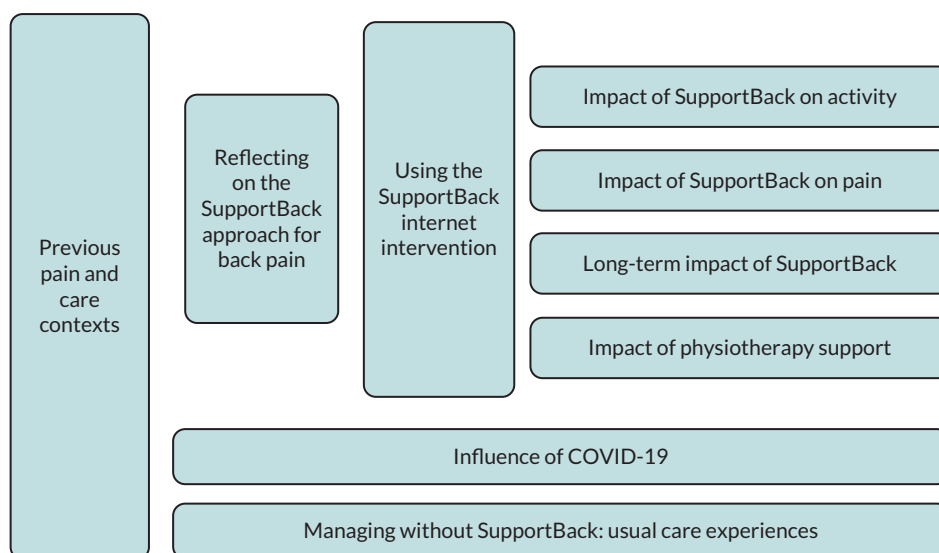 Previous
pain and
care
contexts
Reflecting
on the
SupportBack
approach for
back pain
Using the
SupportBack
internet
intervention
Impact of SupportBack on activity
Impact of SupportBack on pain
Long-term impact of SupportBack
Impact of physiotherapy support
Influence of COVID-19
Managing without SupportBack: usual care experiences